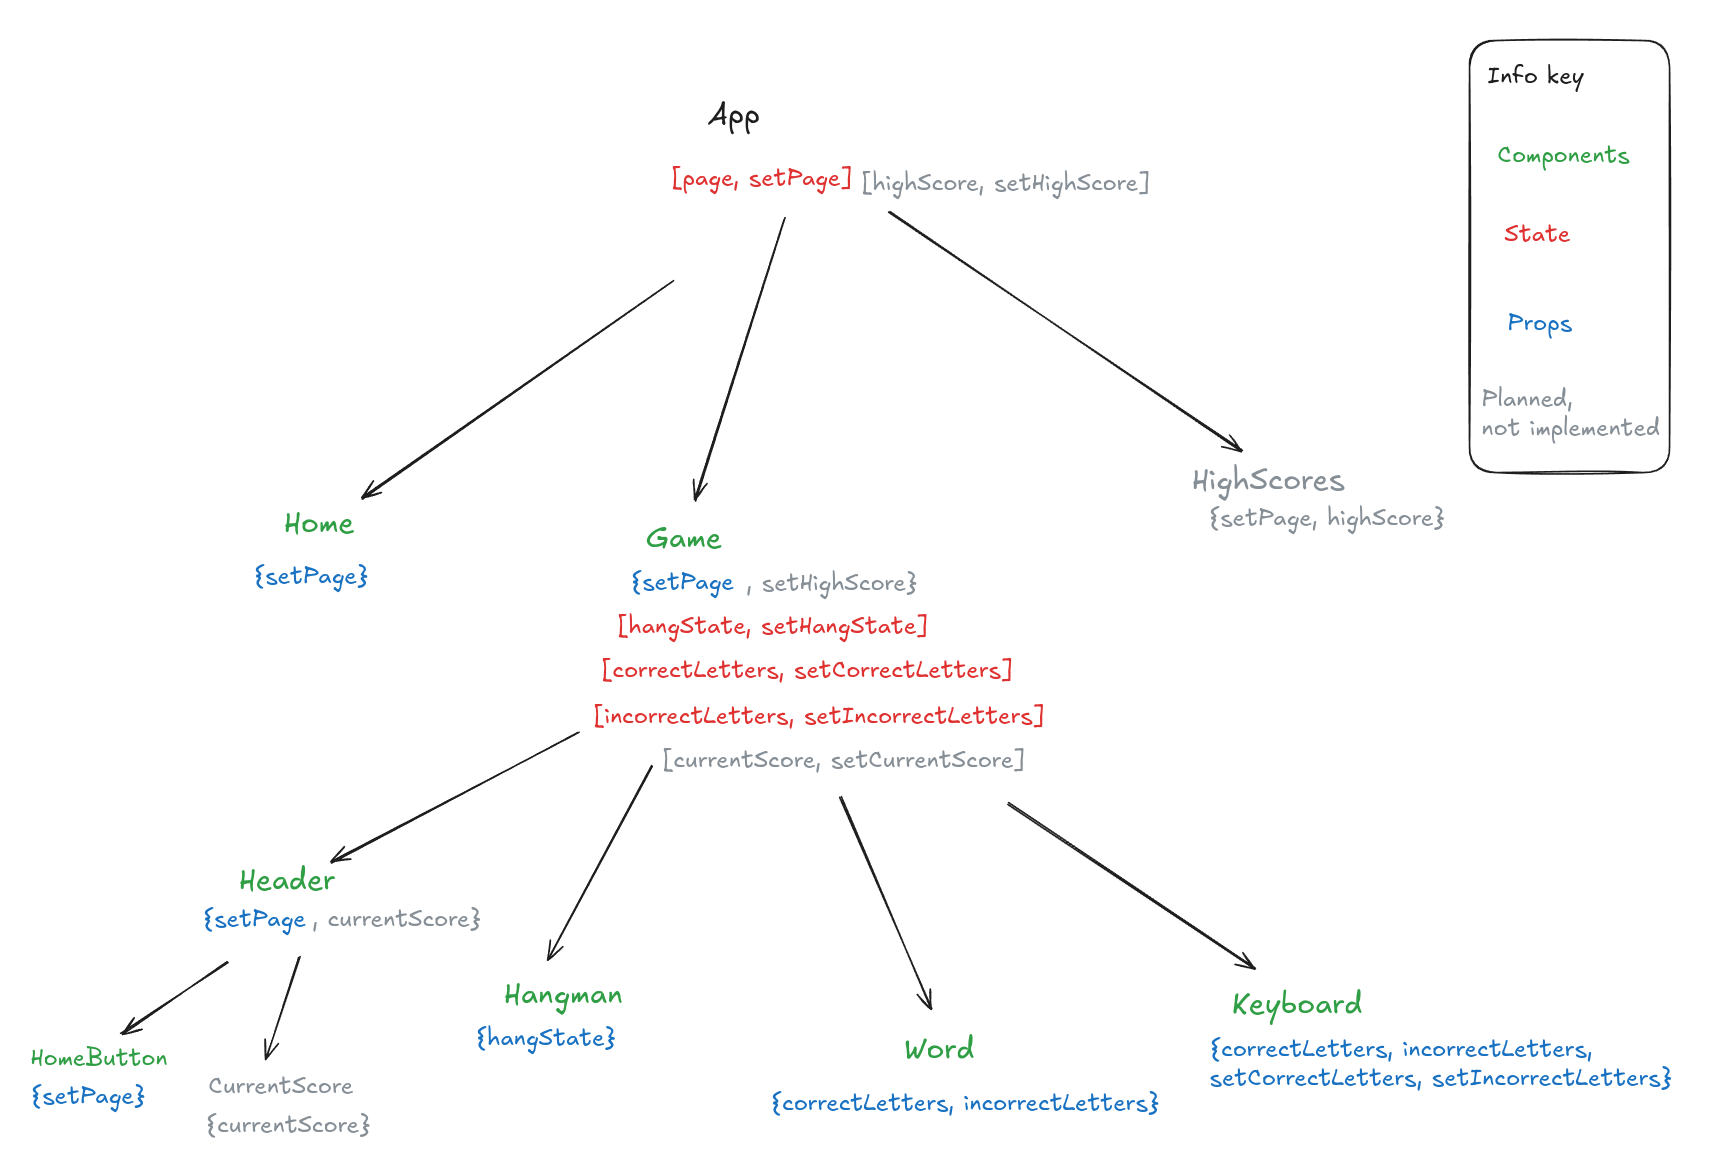 Info key
Components
State
Props
Planned,
not implemented
App
[page, setPage] [highScore, setHighScore]
Home
{setPage}
Game
{setPage , setHighScore}
[hangState, setHangState]
[correctLetters, setCorrectLetters]
[incorrectLetters, setIncorrectLetters]
[currentScore, setCurrentScore]
HighScores
{setPage, highScore}
Header
{setPage , currentScore}
HomeButton
{setPage}
CurrentScore
{currentScore}
Hangman
{hangState}
Word
{correctLetters, incorrectLetters}
Keyboard
{correctLetters, incorrectLetters,
setCorrectLetters, setIncorrectLetters}